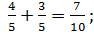 4/5 + 3/5 = 7/10 ;